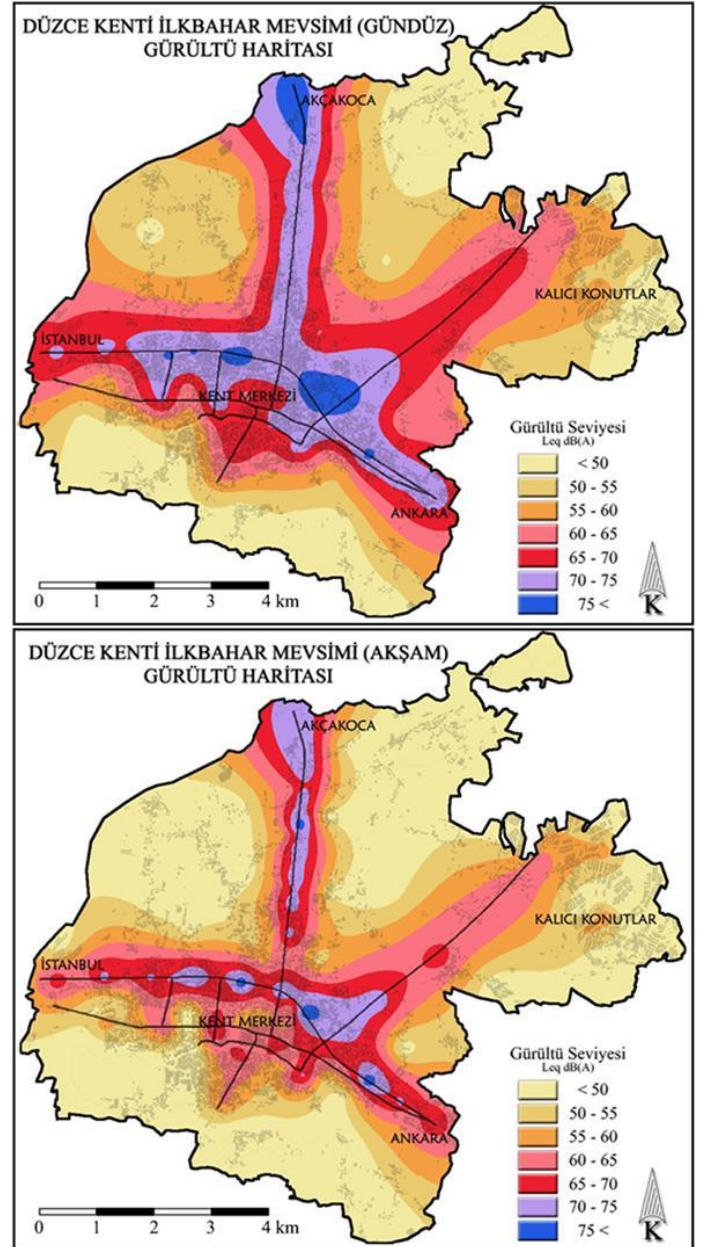 DÜZCE KENTİ İLKBAHAR MEVSİMİ (GÜNDÜZ)
GÜRÜLTÜ HARİTASI
AKÇAKOCA
KALICI KONUTLAR
İSTANBUL
KENT MERKEZİ
ANKARA
Gürültü Seviyesi
Leq dB(A)
< 50
50 - 55
55 - 60
60 - 65
65 - 70
70 - 75
75 <
K
0 1 2 3 4 km
DÜZCE KENTİ İLKBAHAR MEVSİMİ (AKŞAM)
GÜRÜLTÜ HARİTASI
AKÇAKOCA
KALICI KONUTLAR
İSTANBUL
KENT MERKEZİ
ANKARA
Gürültü Seviyesi
Leq dB(A)
< 50
50 - 55
55 - 60
60 - 65
65 - 70
70 - 75
75 <
K
0 1 2 3 4 km